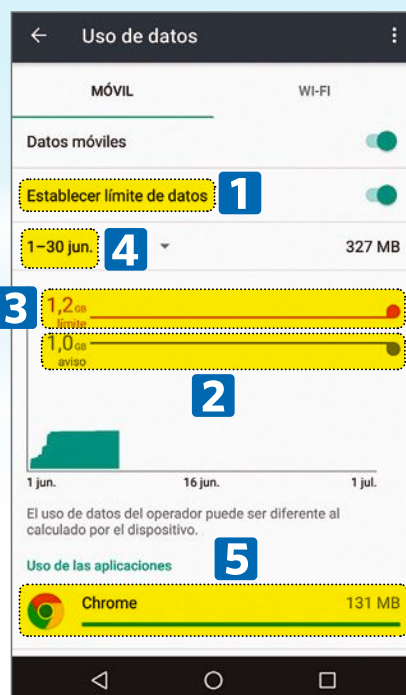 Uso de datos
MÓVIL
WI-FI
Datos móviles
Establecer límite de datos
1
1–30 jun.
4
327 MB
3
1,2 GB
límite
1,0 GB
aviso
2
1 jun.
16 jun.
1 jul.
El uso de datos del operador puede ser diferente al
calculado por el dispositivo.
Uso de las aplicaciones
5
Chrome
131 MB